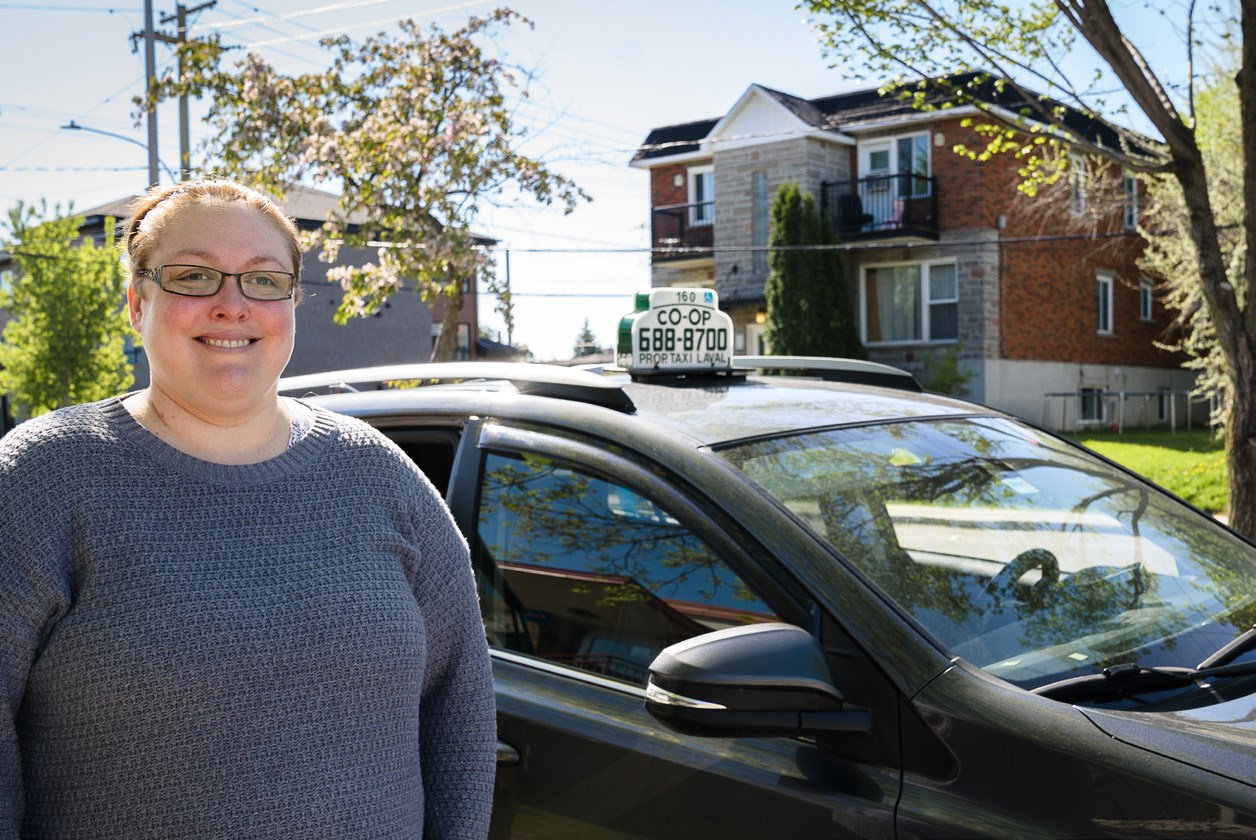 160
CO-OP
688-8700
PROP. TAXI LAVAL